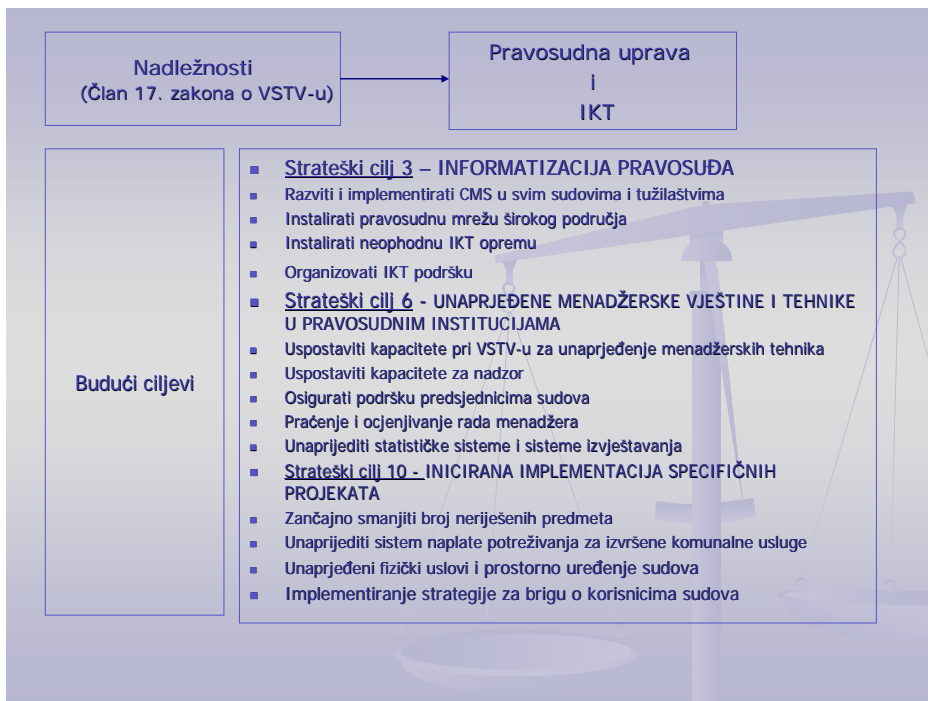 Nadležnosti
(Član 17. zakona o VSTV-u)
Pravosudna uprava
i
IKT
Budući ciljevi
Strateški cilj 3 – INFORMATIZACIJA PRAVOSUĐA
Razviti i implementirati CMS u svim sudovima i tužilaštvima
Instalirati pravosudnu mrežu širokog područja
Instalirati neophodnu IKT opremu
Organizovati IKT podršku
Strateški cilj 6 - UNAPRJEĐENE MENADŽERSKE VJEŠTINE I TEHNIKE
U PRAVOSUDNIM INSTITUCIJAMA
Uspostaviti kapacitete pri VSTV-u za unaprjeđenje menadžerskih tehnika
Uspostaviti kapacitete za nadzor
Osigurati podršku predsjednicima sudova
Praćenje i ocjenjivanje rada menadžera
Unaprijediti statističke sisteme i sisteme izvještavanja
Strateški cilj 10 - INICIRANA IMPLEMENTACIJA SPECIFIČNIH
PROJEKATA
Zančajno smanjiti broj neriješenih predmeta
Unaprijediti sistem naplate potreživanja za izvršene komunalne usluge
Unaprjeđeni fizički uslovi i prostorno uređenje sudova
Implementiranje strategije za brigu o korisnicima sudova